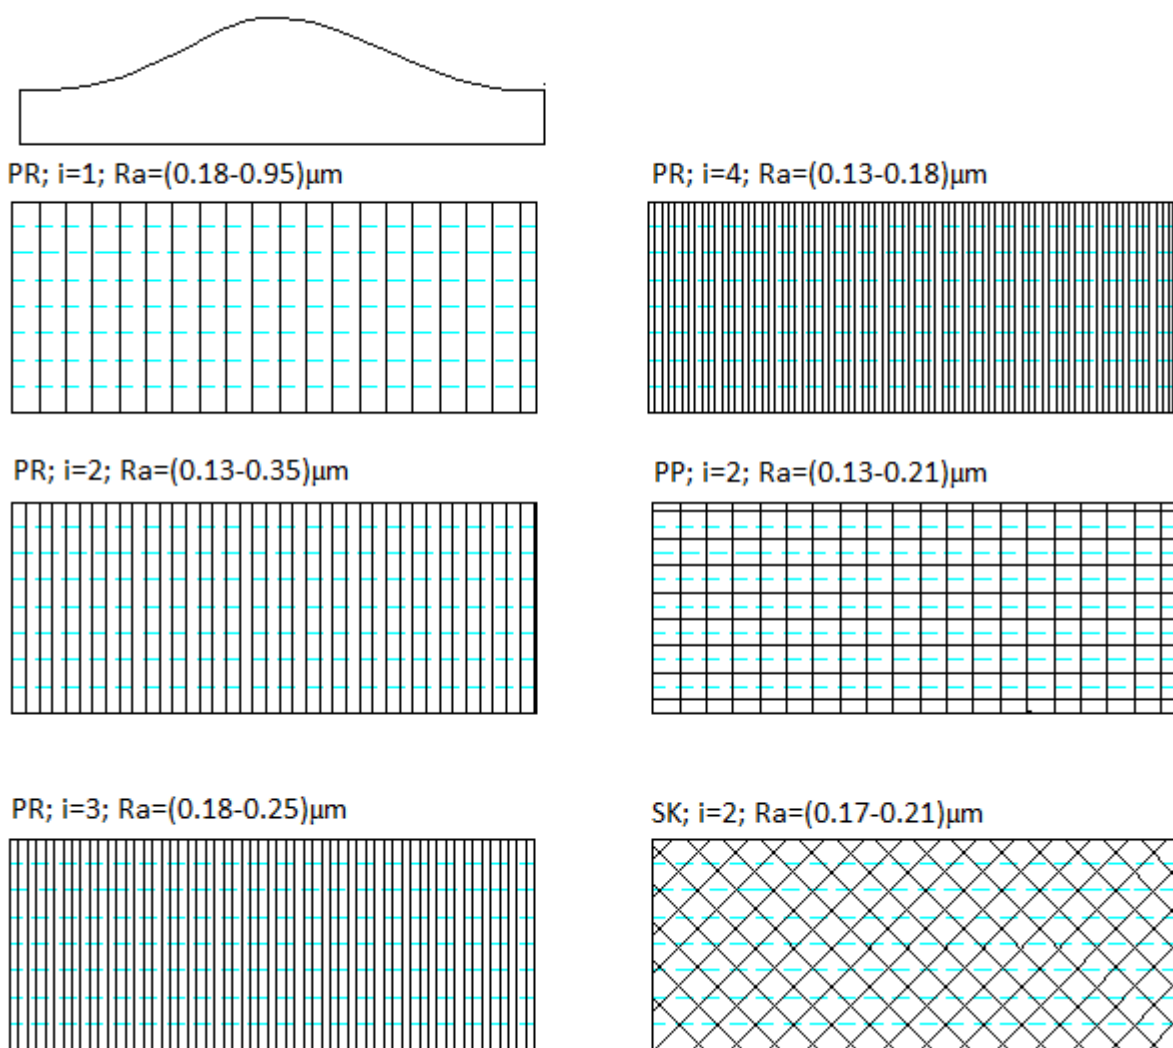 PR; i=1; Ra=(0.18-0.95)µm
PR; i=4; Ra=(0.13-0.18)µm
PR; i=2; Ra=(0.13-0.35)µm
PP; i=2; Ra=(0.13-0.21)µm
PR; i=3; Ra=(0.18-0.25)µm
SK; i=2; Ra=(0.17-0.21)µm